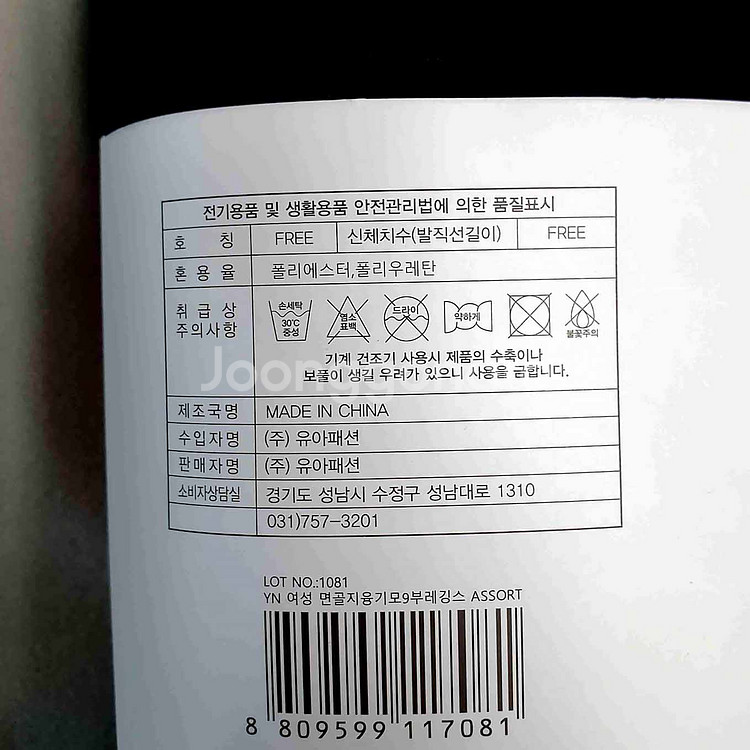 전기용품 및 생활용품 안전관리법에 의한 품질표시
호 칭 FREE 신체치수(발직선길이) FREE
혼용율 폴리에스터,폴리우레탄
취급상
주의사항
손세탁
30℃
중성
염소
표백
드라이
약하게
불꽃주의
기계 건조기 사용시 제품의 수축이나
보풀이 생길 우려가 있으니 사용을 금합니다.
제조국명 MADE IN CHINA
수입자명 (주) 유아패션
판매자명 (주) 유아패션
소비자상담실 경기도 성남시 수정구 성남대로 1310
031)757-3201
LOT NO.:1081
YN 여성 면골지융기모9부레깅스 ASSORT
8 809599 117081